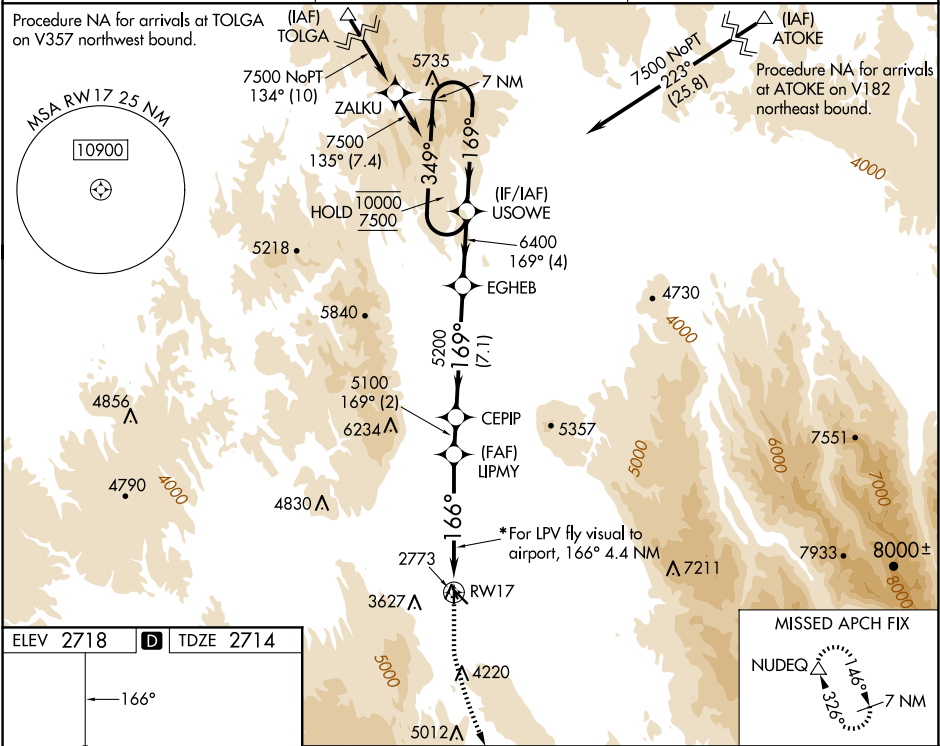 Procedure NA for arrivals at TOLGA
on V357 northwest bound.
(IAF)
TOLGA
(IAF)
ATOKE
7500 NoPT
134° (10)
5735
7 NM
7500 NoPT
223°
(25.8)
Procedure NA for arrivals
at ATOKE on V182
northeast bound.
ZALKU
MSA RW 17 25 NM
10900
7500
135° (7.4)
349°
169°
4000
HOLD
10000
7500
(IF/IAF)
USOWE
5218
6400
169° (4)
EGHEB
4730
4000
5840
5200
169°
(7.1)
5100
169° (2)
4856
6234
CEPIP
5357
7551
5000
6000
(FAF)
LIPMY
4790
4000
4830
7000
166°
*For LPV fly visual to
airport, 166° 4.4 NM
7933
8000±
7211
8000
2773
RW17
3627
ELEV 2718
D
TDZE 2714
MISSED APCH FIX
5000
4220
NUDEQ
146°
326°
7 NM
166°
5012